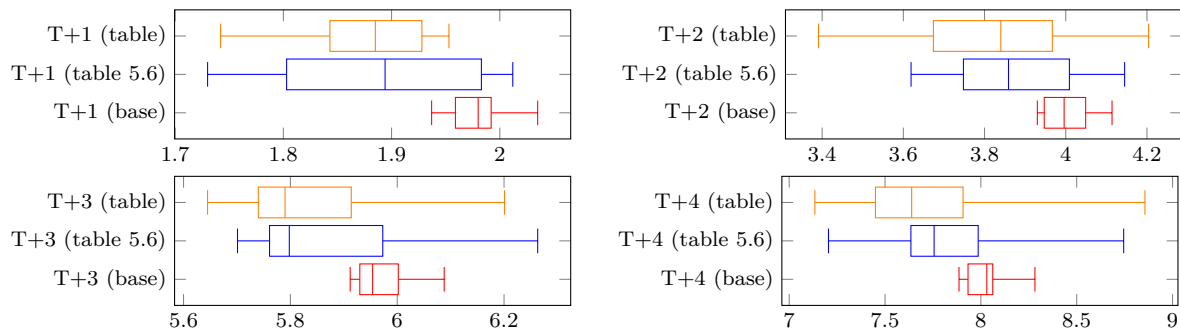 T+1 (table)
T+1 (table 5.6)
T+1 (base)
1.7 1.8 1.9 2
T+2 (table)
T+2 (table 5.6)
T+2 (base)
3.4 3.6 3.8 4 4.2
T+3 (table)
T+3 (table 5.6)
T+3 (base)
5.6 5.8 6 6.2
T+4 (table)
T+4 (table 5.6)
T+4 (base)
7 7.5 8 8.5 9